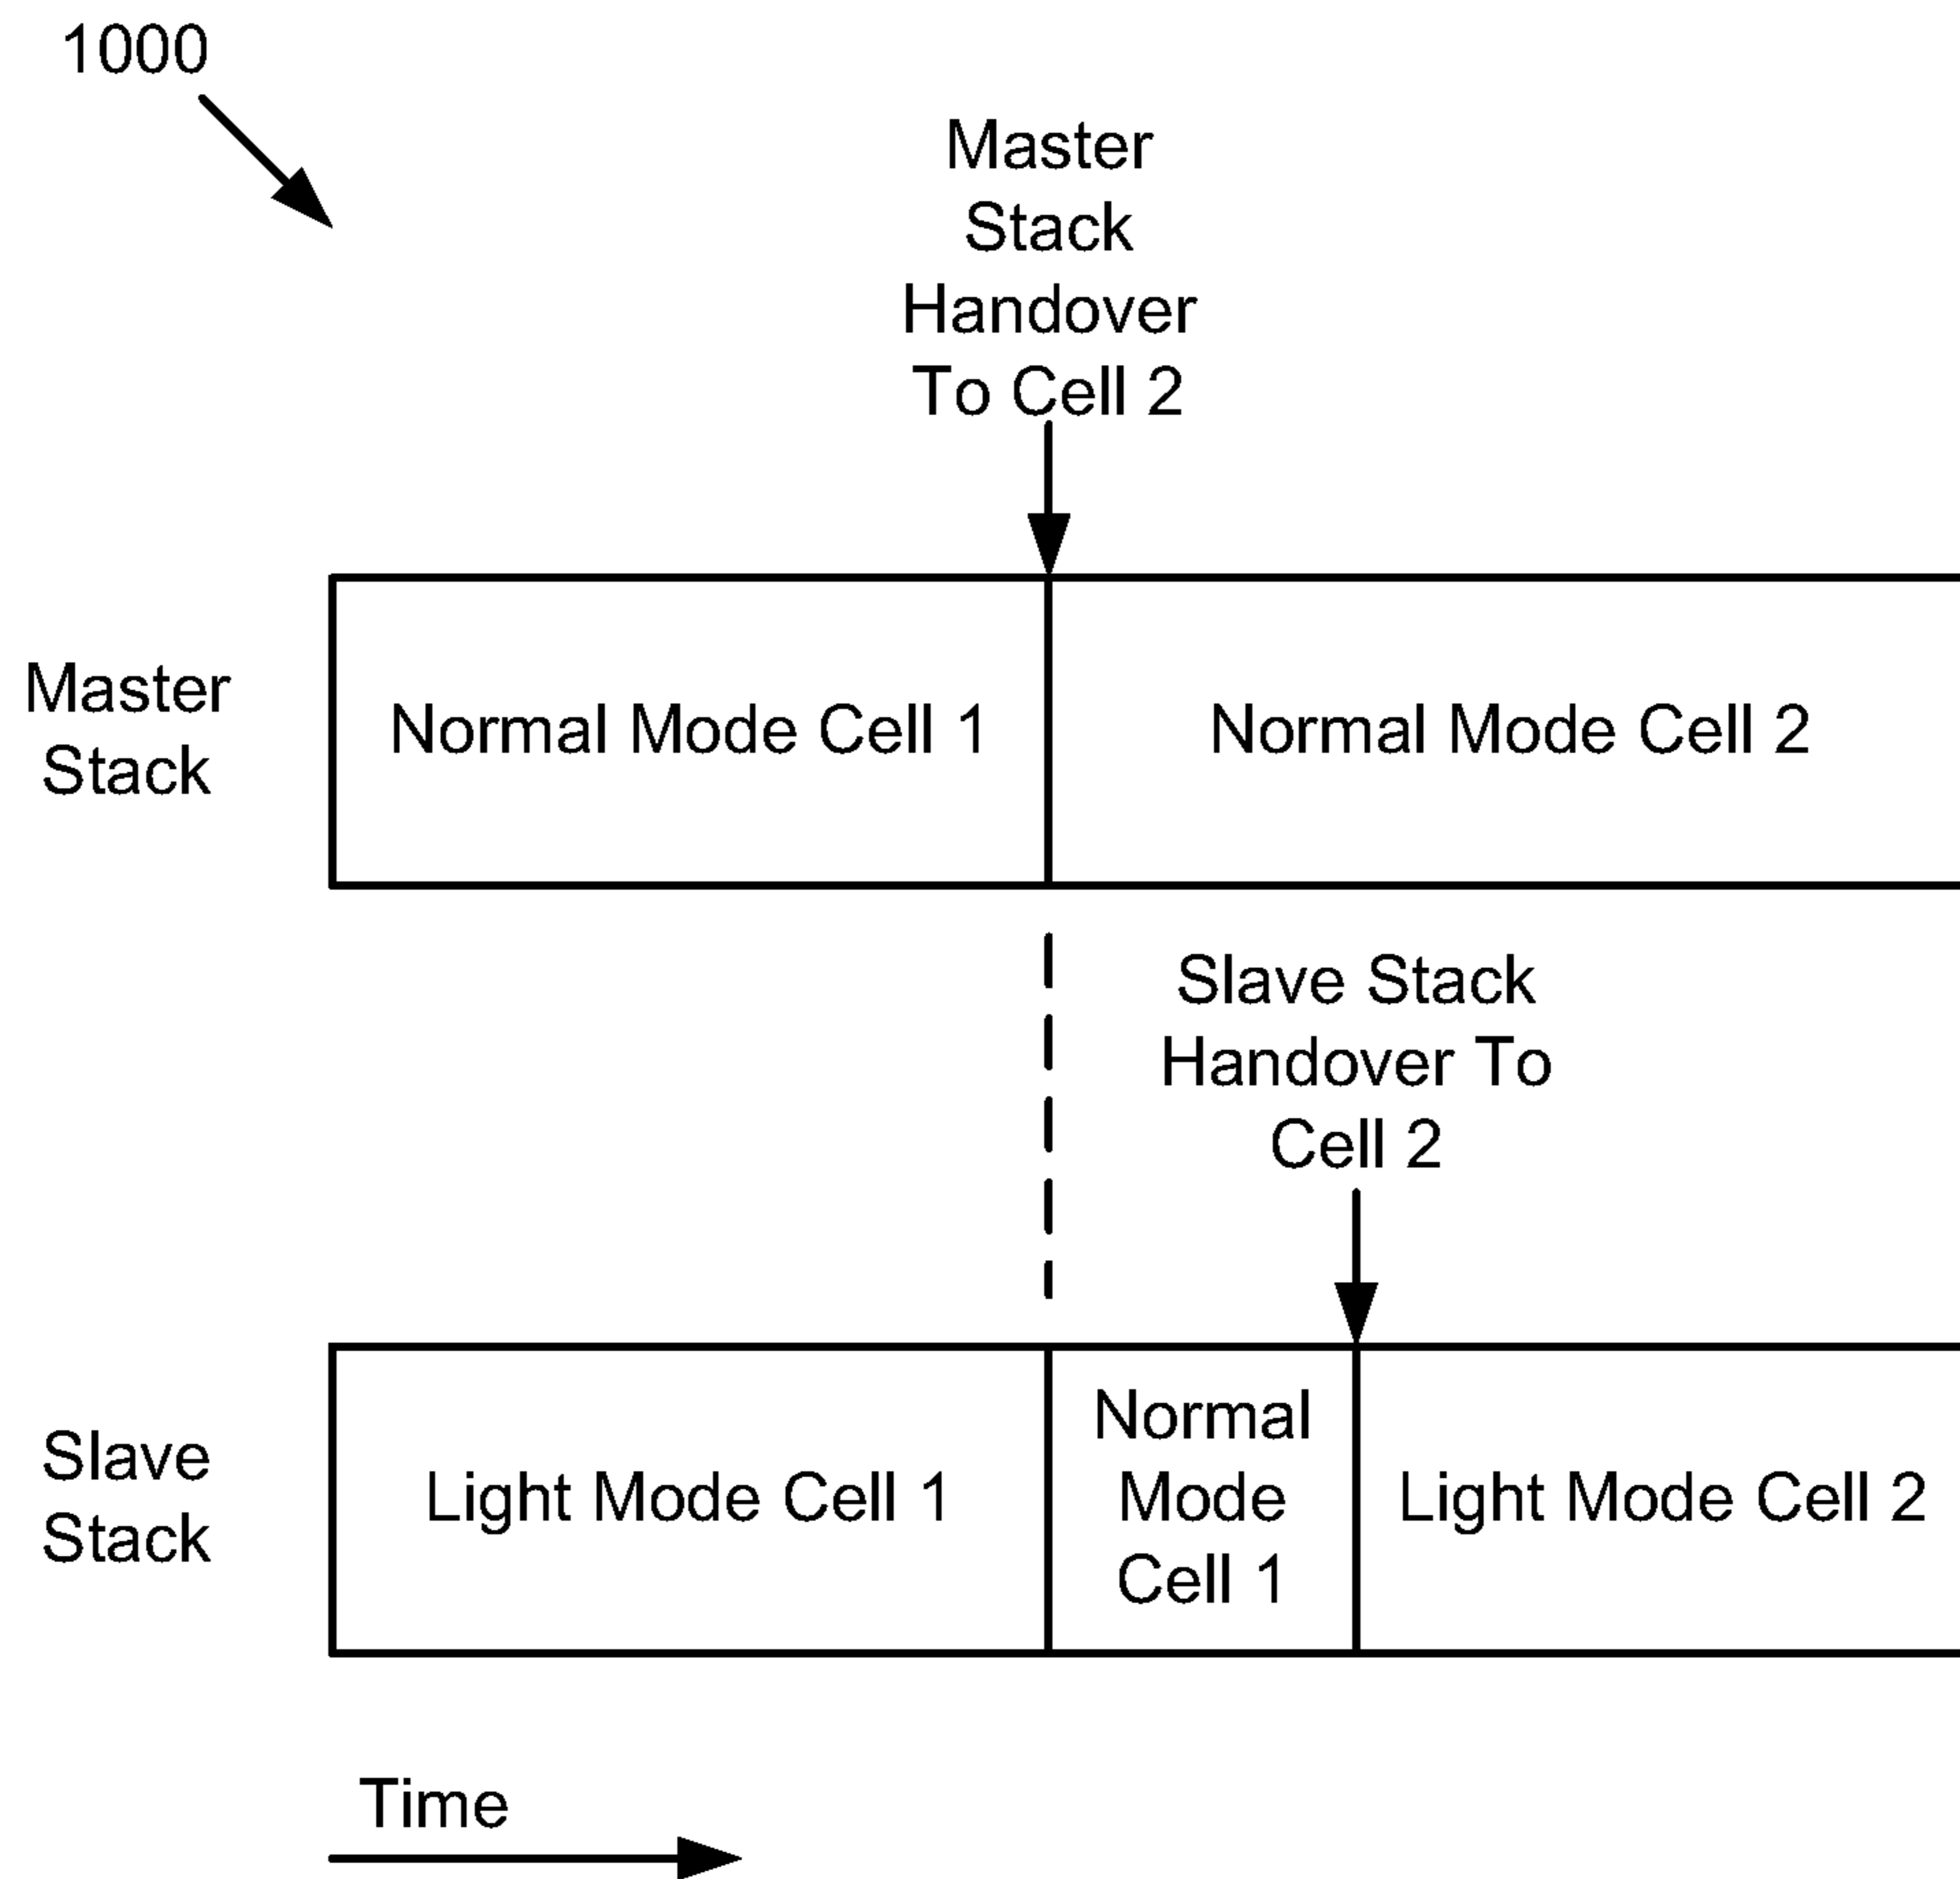 1000
Master
Stack
Handover
To Cell 2
Master
Stack
Normal Mode Cell 1
Normal Mode Cell 2
Slave Stack
Handover To
Cell 2
Slave
Stack
Light Mode Cell 1
Normal
Mode
Cell 1
Light Mode Cell 2
Time